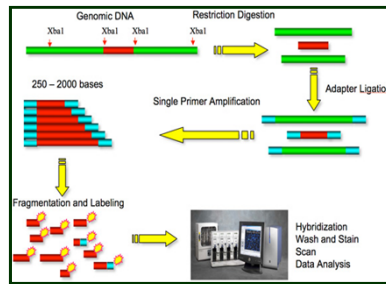 Genomic DNA
Restriction Digestion
Xba1 Xba1 Xba1 Xba1
Adapter Ligatio
250 – 2000 bases
Single Primer Amplification
Fragmentation and Labeling
Hybridization
Wash and Stain
Scan
Data Analysis